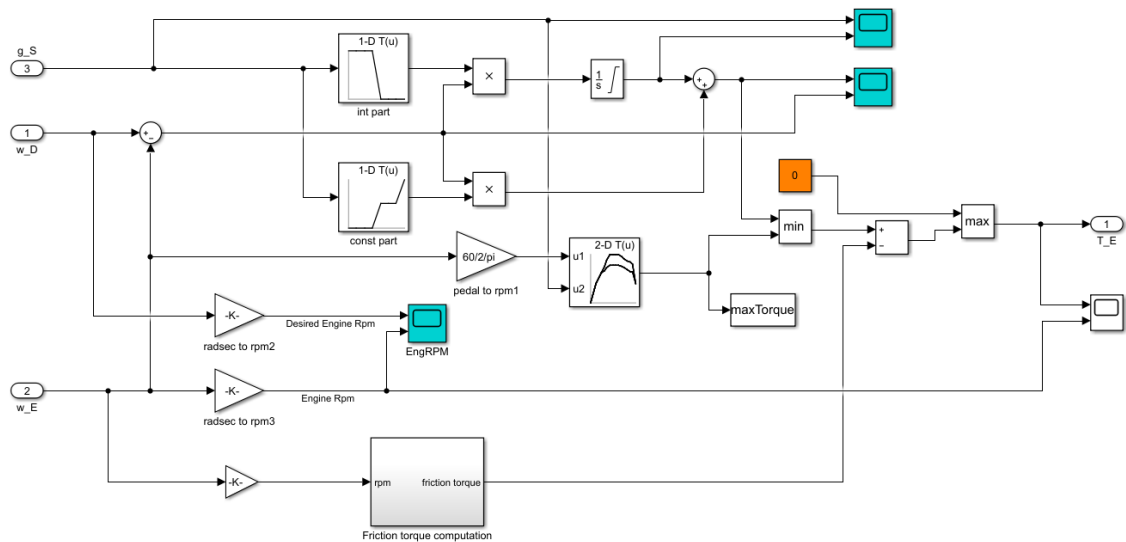 g_S
3
1-D T(u)
int part
×
1
s
+
+
1
w_D
+
−
1-D T(u)
const part
×
0
min
+
−
max
1
T_E
60/2/pi
pedal to rpm1
2-D T(u)
u1
u2
maxTorque
-K-
radsec to rpm2
Desired Engine Rpm
EngRPM
2
w_E
-K-
radsec to rpm3
Engine Rpm
-K-
rpm
friction torque
Friction torque computation